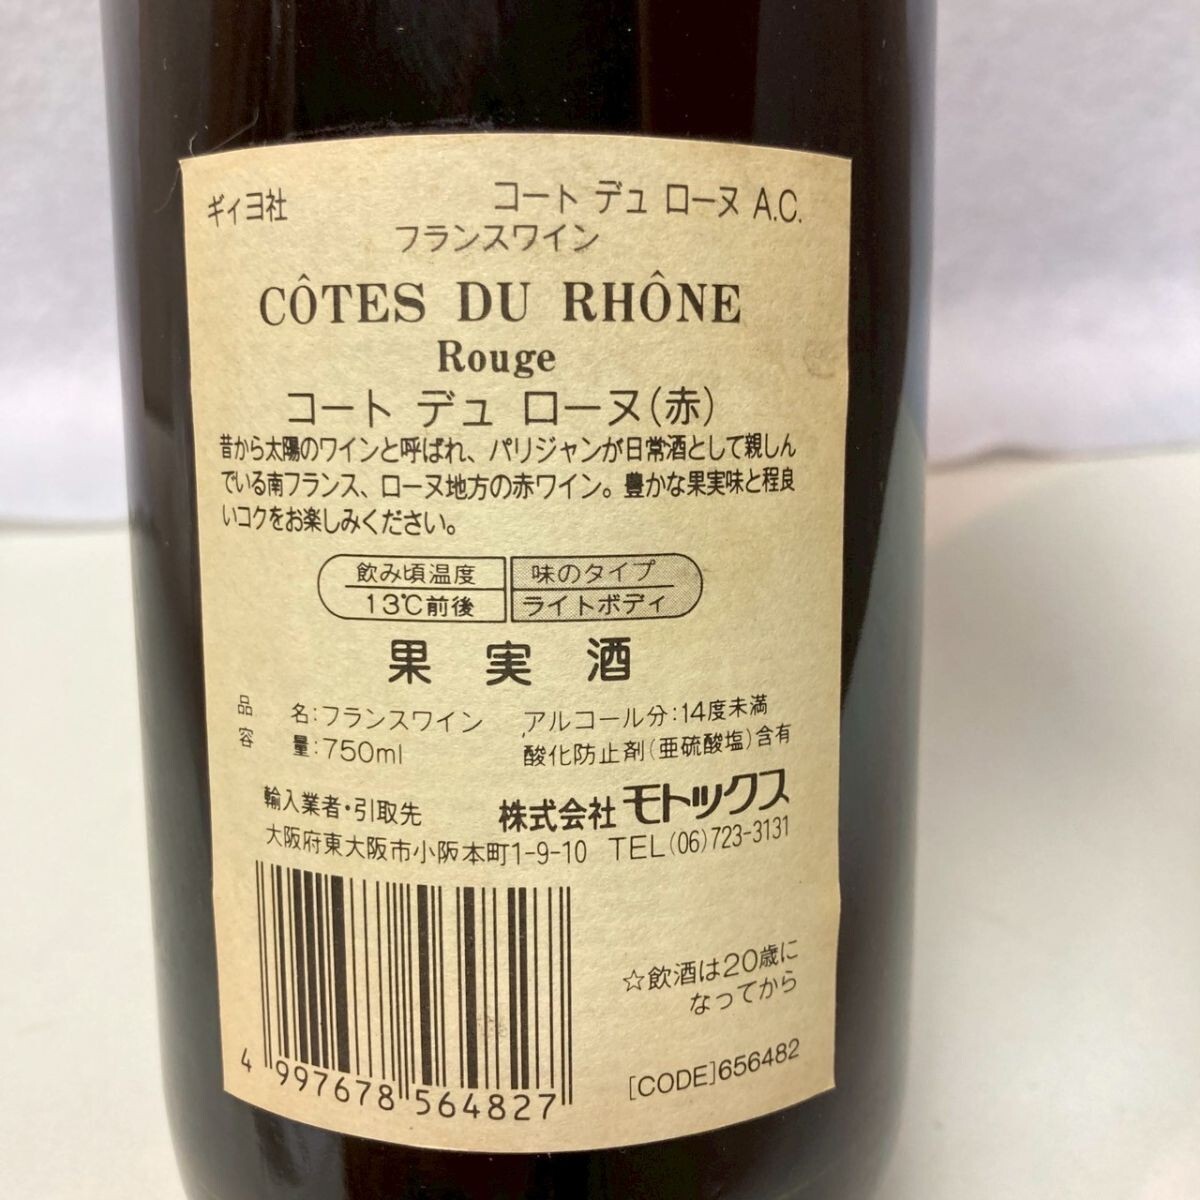 ギィヨ社 コート デュ ローヌ A.C.
フランスワイン
CÔTES DU RHÔNE
Rouge
コート デュ ローヌ(赤)
昔から太陽のワインと呼ばれ、パリジャンが日常酒として親しん
でいる南フランス、ローヌ地方の赤ワイン。豊かな果実味と程良
いコクをお楽しみください。
飲み頃温度 味のタイプ
13℃前後 ライトボディ
果実酒
品名:フランスワイン アルコール分:14度未満
容量:750ml 酸化防止剤(亜硫酸塩)含有
輸入業者・引取先 株式会社 モトックス
大阪府東大阪市小阪本町1-9-10 TEL(06)723-3131
☆飲酒は20歳に
なってから
[CODE]656482
4 997678 564827